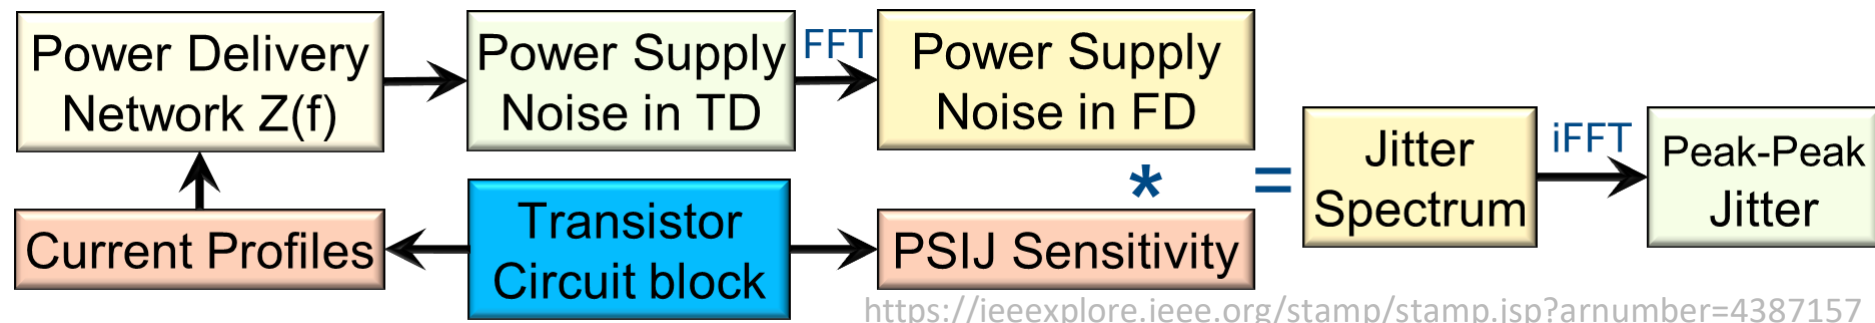 Power Delivery
Network Z(f)
Power Supply
Noise in TD
FFT
Power Supply
Noise in FD
Current Profiles
Transistor
Circuit block
*
PSIJ Sensitivity
=
Jitter
Spectrum
iFFT
Peak-Peak
Jitter
https://ieeexplore.ieee.org/stamp/stamp.jsp?arnumber=4387157